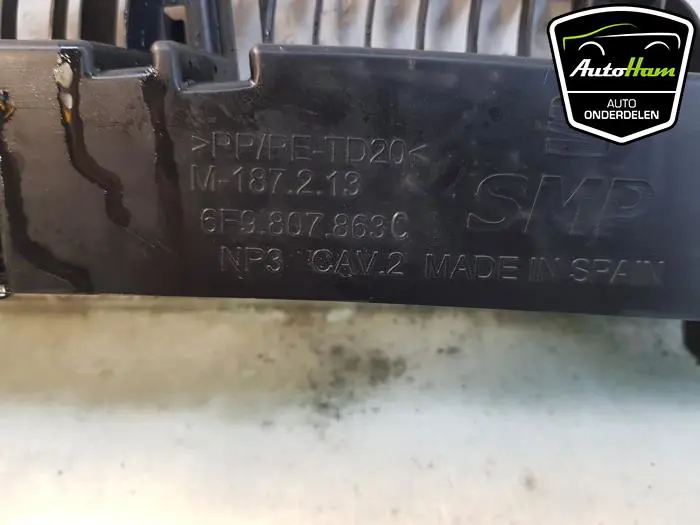 AutoHam
AUTO
ONDERDELEN
>PP/PE-TD20<
M-187.2.13
SMP
6F9.807.863C
NP3 CAV.2 MADE IN SPAIN